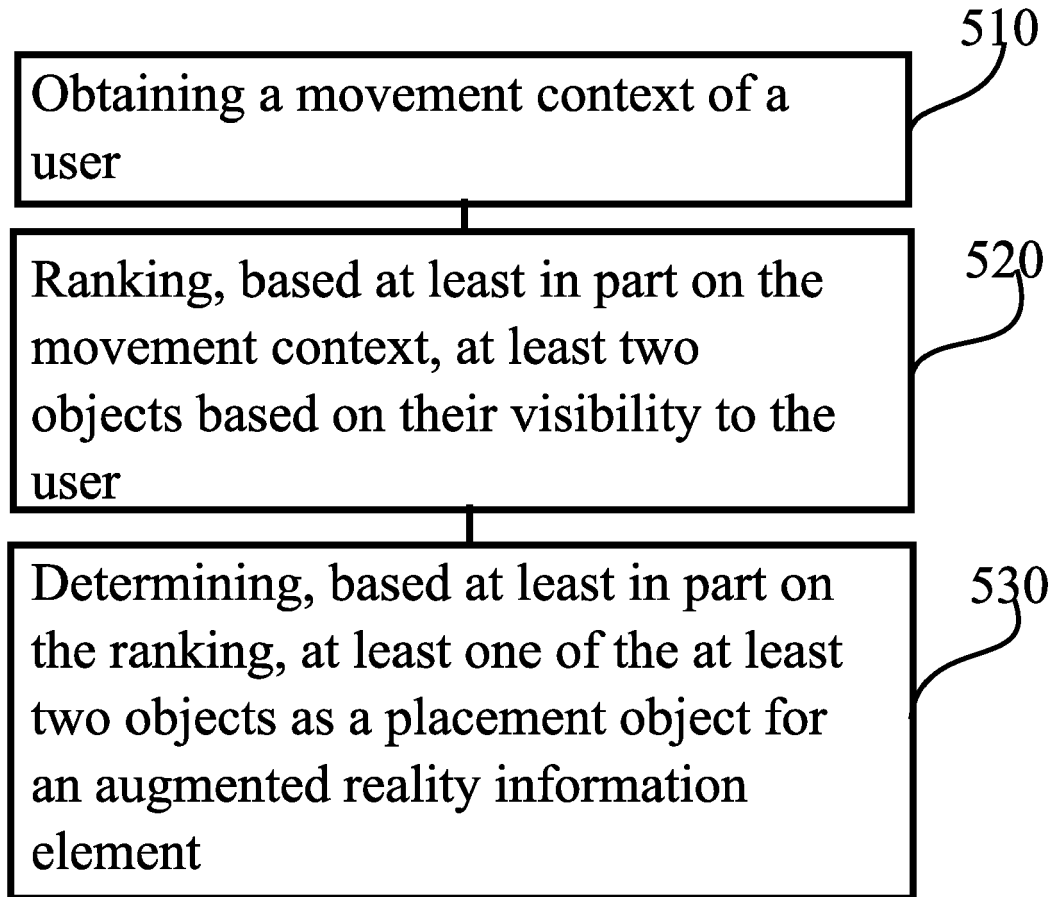 510
Obtaining a movement context of a
user
520
Ranking, based at least in part on the
movement context, at least two
objects based on their visibility to the
user
530
Determining, based at least in part on
the ranking, at least one of the at least
two objects as a placement object for
an augmented reality information
element